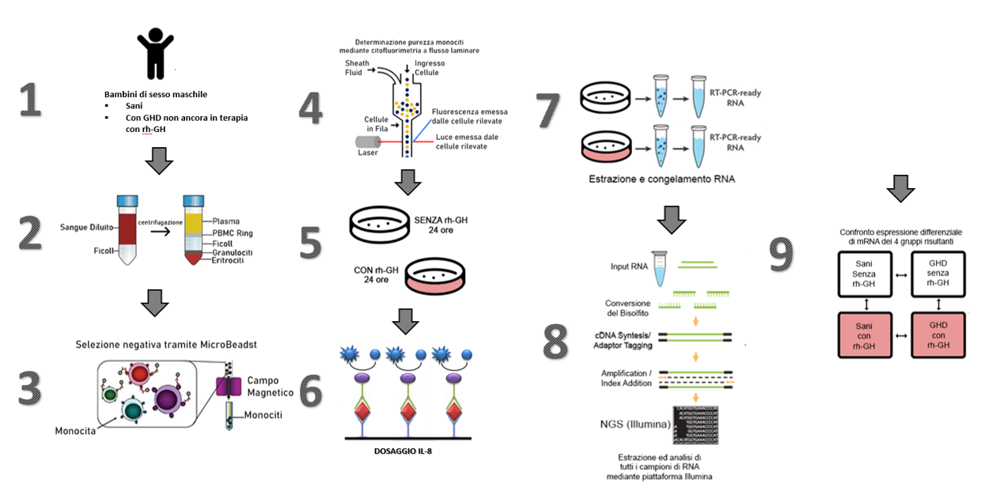 1
Bambini di sesso maschile
▪ Sani
▪ Con GHD non ancora in terapia
con rh-GH
2
Sangue Diluito
Ficoll
centrifugazione
Plasma
PBMC Ring
Ficoll
Granulociti
Eritrociti
3
Selezione negativa tramite MicroBeadst
Campo
Magnetico
Monociti
Monocita
4
Determinazione purezza monociti
mediante citofluorimetria a flusso laminare
Sheath
Fluid
Ingresso
Cellule
Fluorescenza emessa
dalle cellule rilevate
Cellule
in Fila
Luce emessa dale
cellule rilevate
Laser
5
SENZA rh-GH
24 ore
CON rh-GH
24 ore
6
DOSAGGIO IL-8
7
RT-PCR-ready
RNA
RT-PCR-ready
RNA
Estrazione e congelamento RNA
8
Input RNA
Conversione
del Bisolfito
cDNA Syntesis/
Adaptor Tagging
Amplification /
Index Addition
NGS (Illumina)
Estrazione ed analisi di
tutti i campioni di RNA
mediante piattaforma Illumina
9
Confronto espressione differenziale
di mRNA dei 4 gruppi risultanti
Sani
Senza
rh-GH
GHD
senza
rh-GH
Sani
con
rh-GH
GHD
con
rh-GH